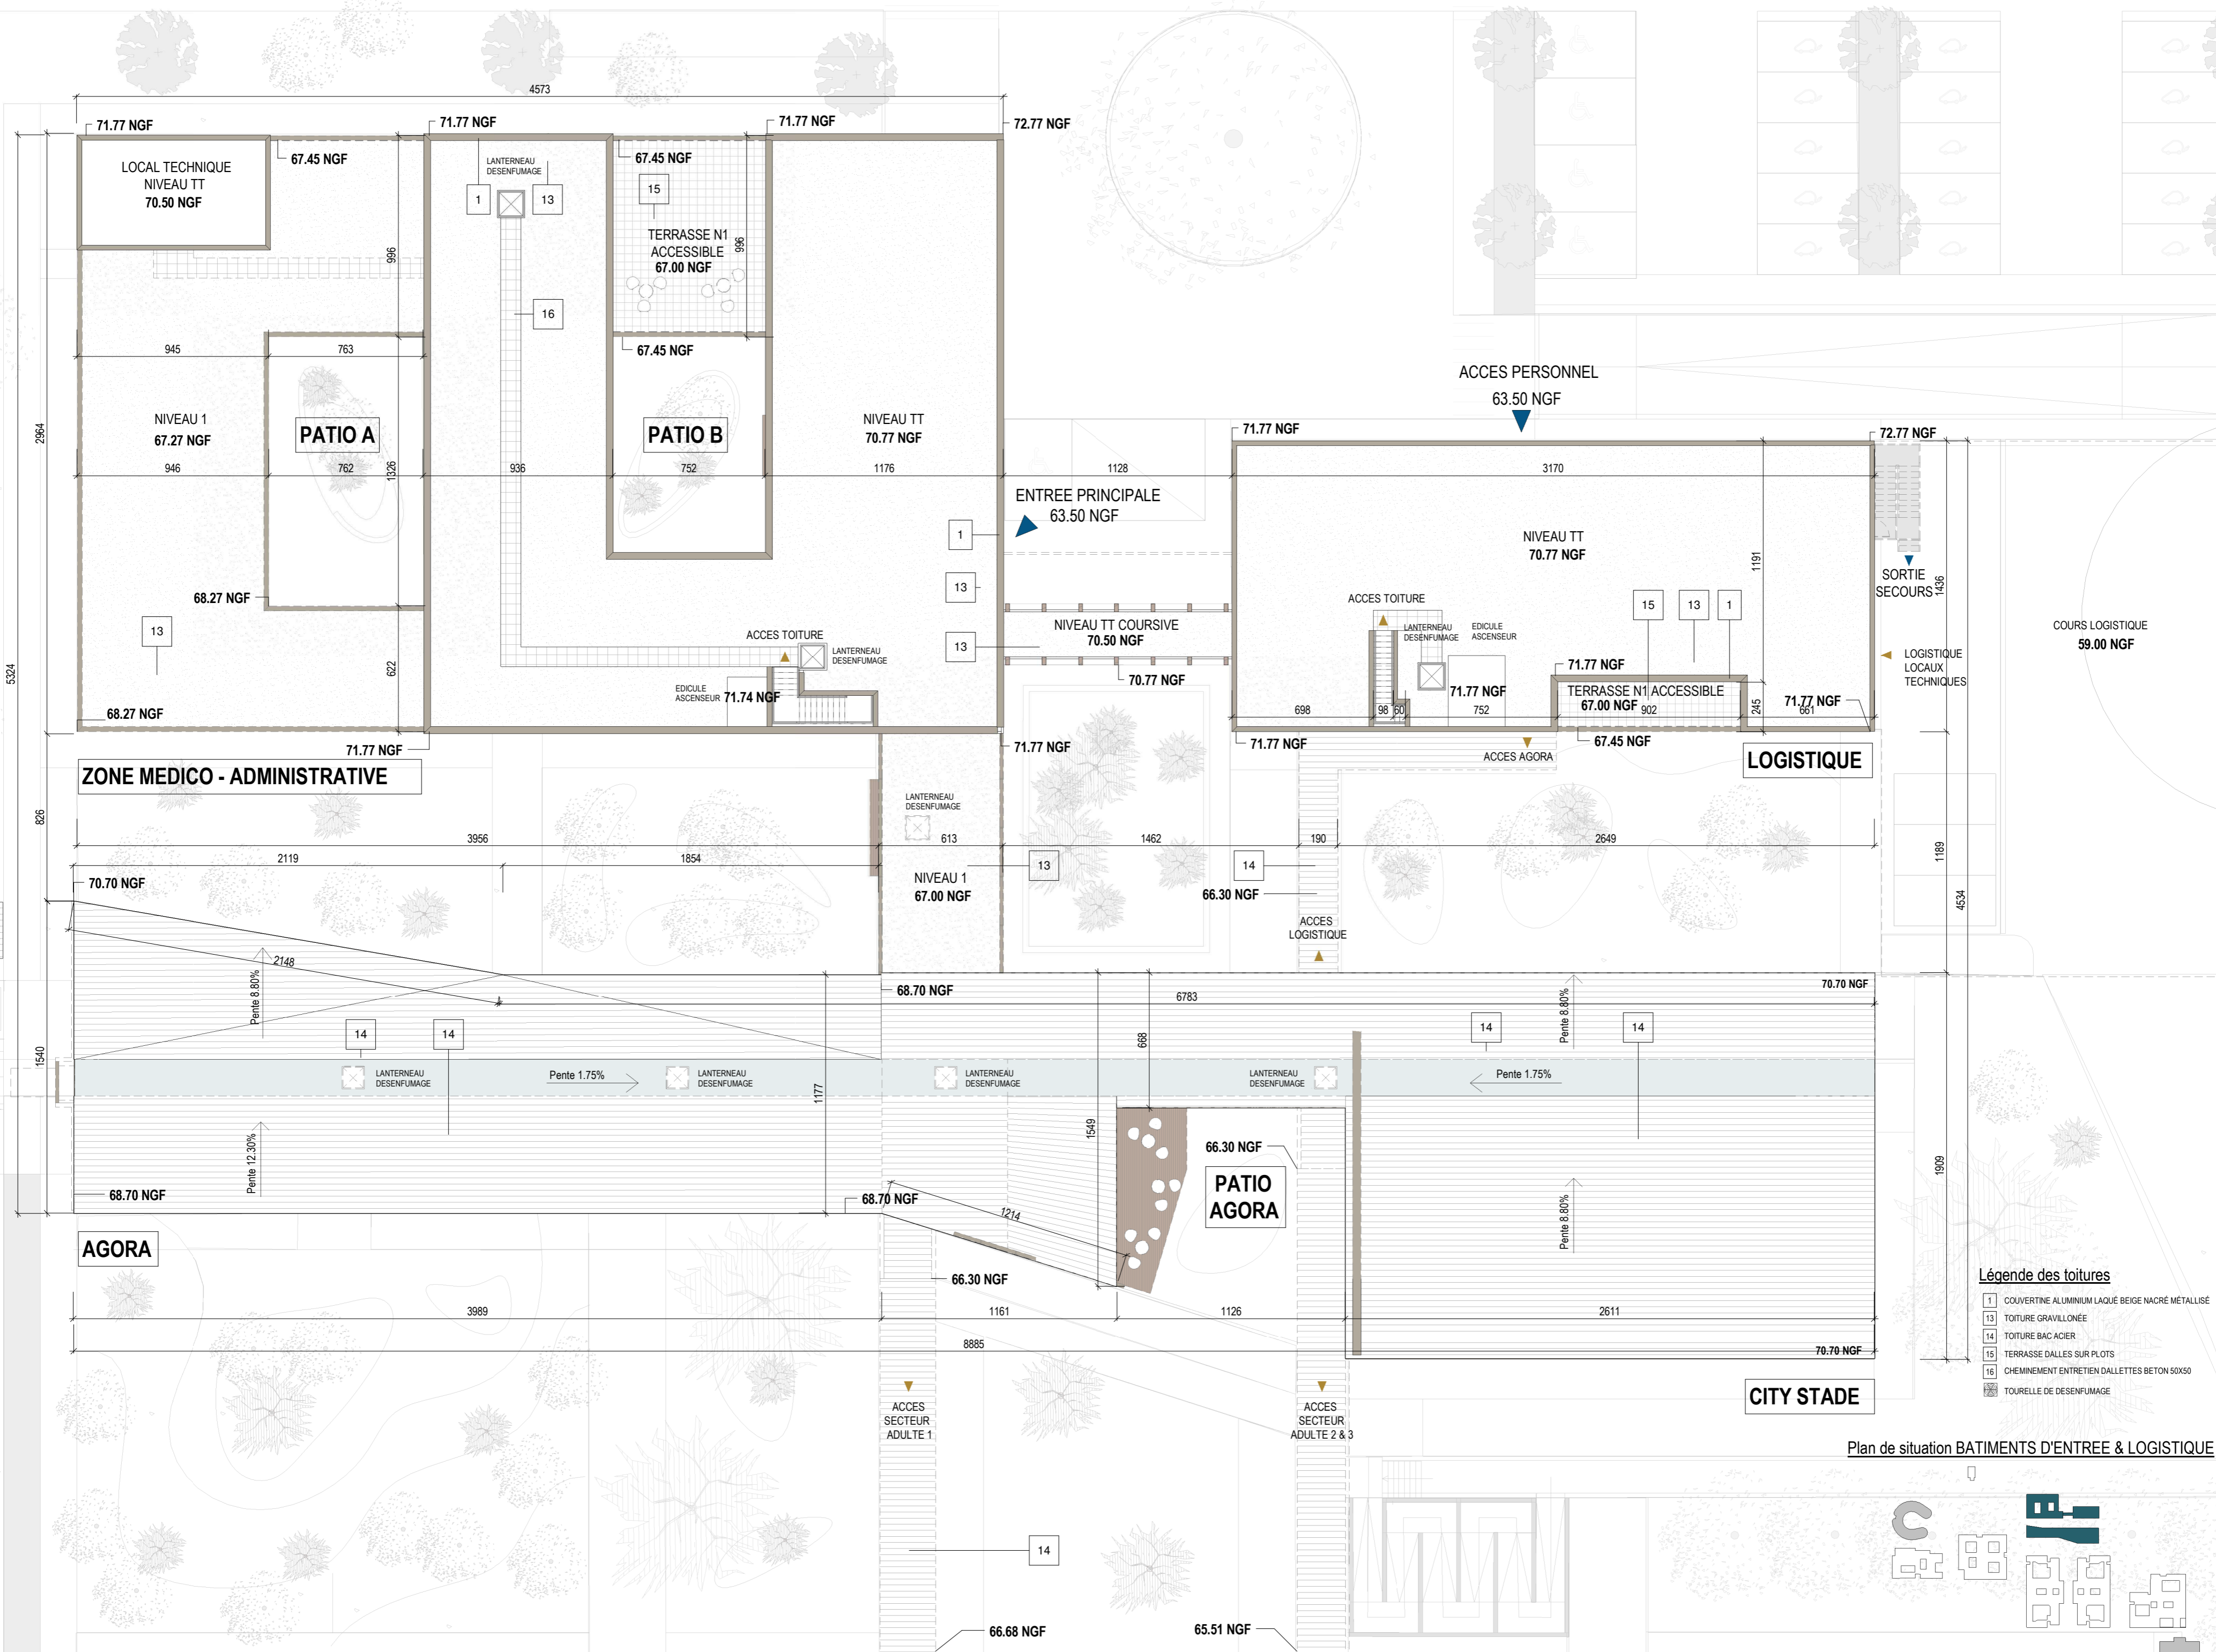 4573
71.77 NGF
71.77 NGF
71.77 NGF
72.77 NGF
67.45 NGF
67.45 NGF
LOCAL TECHNIQUE
NIVEAU TT
70.50 NGF
LANTERNEAU
DESENFUMAGE
1
13
15
TERRASSE N1
ACCESSIBLE
67.00 NGF
996
996
16
945
763
67.45 NGF
NIVEAU 1
67.27 NGF
PATIO A
PATIO B
NIVEAU TT
70.77 NGF
2964
5324
946
762
1326
936
752
1176
1128
3170
ACCES PERSONNEL
63.50 NGF
71.77 NGF
72.77 NGF
ENTREE PRINCIPALE
63.50 NGF
1
13
13
NIVEAU TT
70.77 NGF
1191
1436
SORTIE
SECOURS
COURS LOGISTIQUE
59.00 NGF
LOGISTIQUE
LOCAUX
TECHNIQUES
68.27 NGF
13
622
ACCES TOITURE
LANTERNEAU
DESENFUMAGE
EDICULE
ASCENSEUR
71.74 NGF
NIVEAU TT COURSIVE
70.50 NGF
70.77 NGF
ACCES TOITURE
LANTERNEAU
DESENFUMAGE
EDICULE
ASCENSEUR
15
13
1
71.77 NGF
71.77 NGF
TERRASSE N1 ACCESSIBLE
67.00 NGF
71.77 NGF
698
98
60
752
902
245
661
68.27 NGF
71.77 NGF
71.77 NGF
71.77 NGF
67.45 NGF
ACCES AGORA
LOGISTIQUE
ZONE MEDICO - ADMINISTRATIVE
826
LANTERNEAU
DESENFUMAGE
3956
613
1462
190
2649
1189
2119
1854
13
14
NIVEAU 1
67.00 NGF
66.30 NGF
4534
70.70 NGF
ACCES
LOGISTIQUE
2148
Pente 8.80%
68.70 NGF
6783
70.70 NGF
Pente 8.80%
14
14
14
14
668
1540
LANTERNEAU
DESENFUMAGE
Pente 1.75%
LANTERNEAU
DESENFUMAGE
LANTERNEAU
DESENFUMAGE
LANTERNEAU
DESENFUMAGE
Pente 1.75%
1177
1549
Pente 12.30%
66.30 NGF
PATIO
AGORA
1909
68.70 NGF
68.70 NGF
1214
Pente 8.80%
AGORA
66.30 NGF
3989
1161
1126
2611
8885
70.70 NGF
Légende des toitures
1 COUVERTINE ALUMINIUM LAQUÉ BEIGE NACRÉ MÉTALLISÉ
13 TOITURE GRAVILLONÉE
14 TOITURE BAC ACIER
15 TERRASSE DALLES SUR PLOTS
16 CHEMINEMENT ENTRETIEN DALLETTES BETON 50X50
TOURELLE DE DESENFUMAGE
CITY STADE
ACCES
SECTEUR
ADULTE 1
ACCES
SECTEUR
ADULTE 2 & 3
Plan de situation BATIMENTS D'ENTREE & LOGISTIQUE
14
66.68 NGF
65.51 NGF